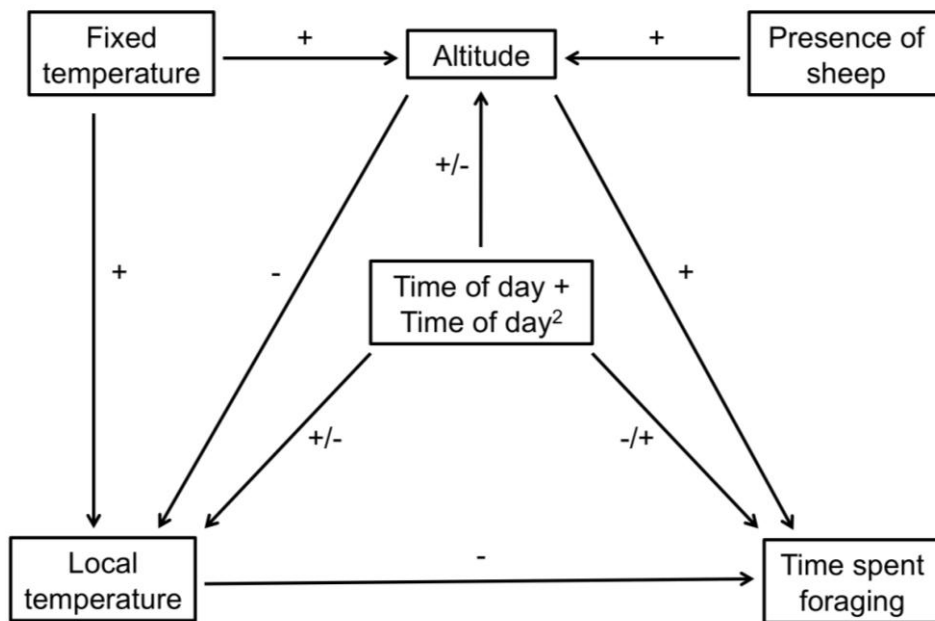 Fixed
temperature
+
Altitude
+
Presence of
sheep
+/-
+
-
Time of day +
Time of day²
+
+/-
-/+
Local
temperature
-
Time spent
foraging